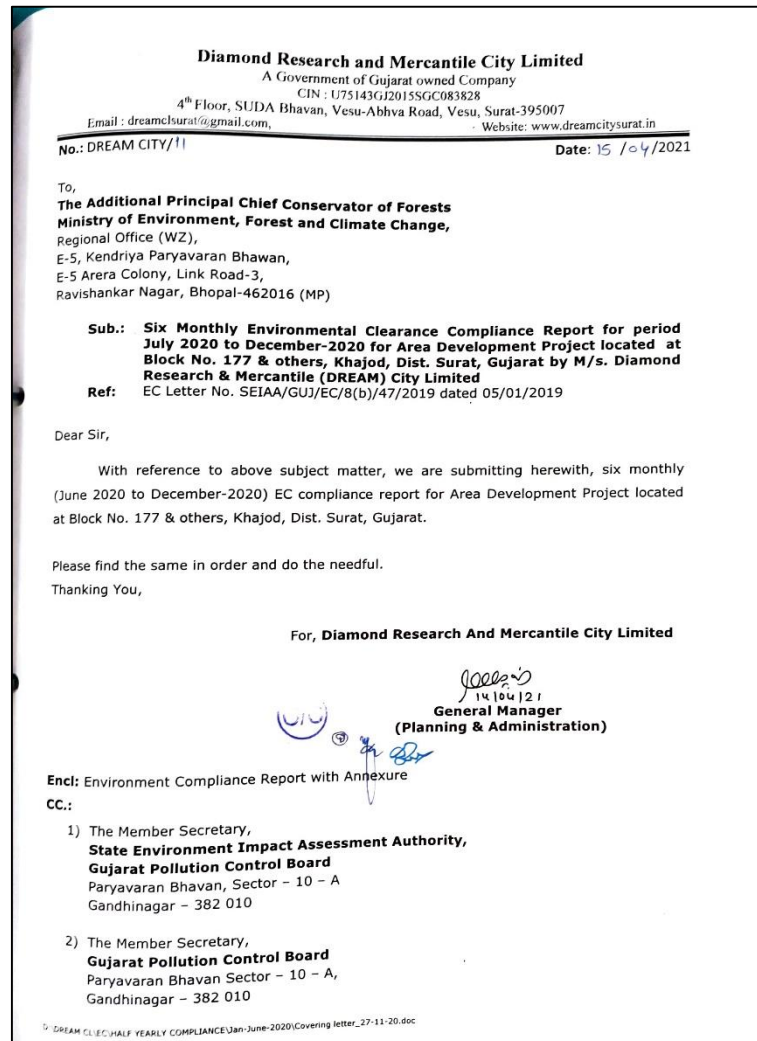 Diamond Research and Mercantile City Limited
A Government of Gujarat owned Company
CIN : U75143GJ2015SGC083828
4th Floor, SUDA Bhavan, Vesu-Abhva Road, Vesu, Surat-395007
Email : dreamclsurat@gmail.com, Website: www.dreamcitysurat.in
No.: DREAM CITY/11 Date: 15 /04/2021
To,
The Additional Principal Chief Conservator of Forests
Ministry of Environment, Forest and Climate Change,
Regional Office (WZ),
E-5, Kendriya Paryavaran Bhawan,
E-5 Arera Colony, Link Road-3,
Ravishankar Nagar, Bhopal-462016 (MP)
Sub.: Six Monthly Environmental Clearance Compliance Report for period
July 2020 to December-2020 for Area Development Project located at
Block No. 177 & others, Khajod, Dist. Surat, Gujarat by M/s. Diamond
Research & Mercantile (DREAM) City Limited
Ref: EC Letter No. SEIAA/GUJ/EC/8(b)/47/2019 dated 05/01/2019
Dear Sir,
With reference to above subject matter, we are submitting herewith, six monthly
(June 2020 to December-2020) EC compliance report for Area Development Project located
at Block No. 177 & others, Khajod, Dist. Surat, Gujarat.
Please find the same in order and do the needful.
Thanking You,
For, Diamond Research And Mercantile City Limited
14/04/21
General Manager
(Planning & Administration)
Encl: Environment Compliance Report with Annexure
CC.:
1) The Member Secretary,
State Environment Impact Assessment Authority,
Gujarat Pollution Control Board
Paryavaran Bhavan, Sector – 10 – A
Gandhinagar – 382 010
2) The Member Secretary,
Gujarat Pollution Control Board
Paryavaran Bhavan Sector – 10 – A,
Gandhinagar – 382 010
D:\DREAM CL\EC\HALF YEARLY COMPLIANCE\Jan-June-2020\Covering letter_27-11-20.doc